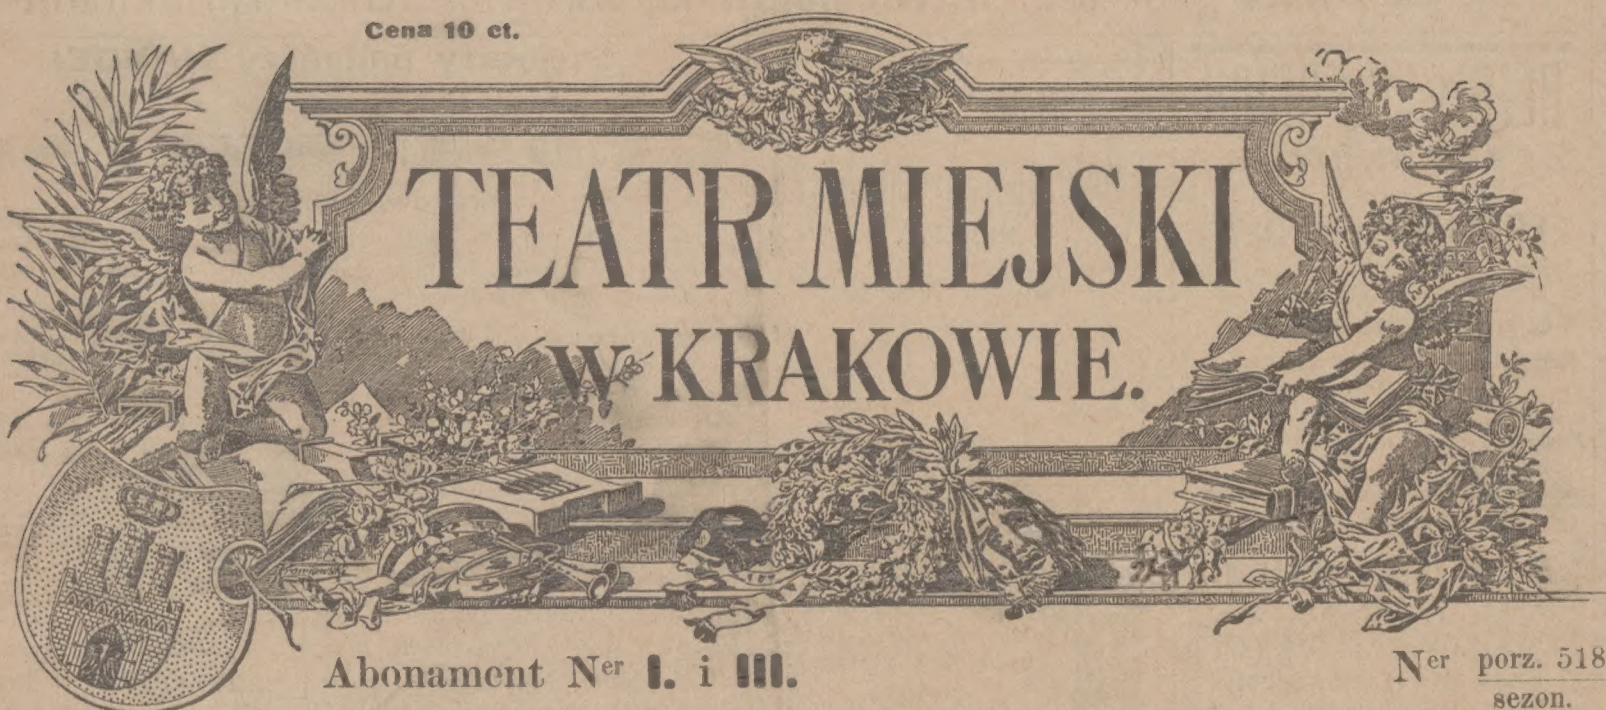 Cena 10 ct.
TEATR MIEJSKI
W KRAKOWIE.
Abonament Nᵉʳ I. i III.
Nᵉʳ porz. 518
sezon.